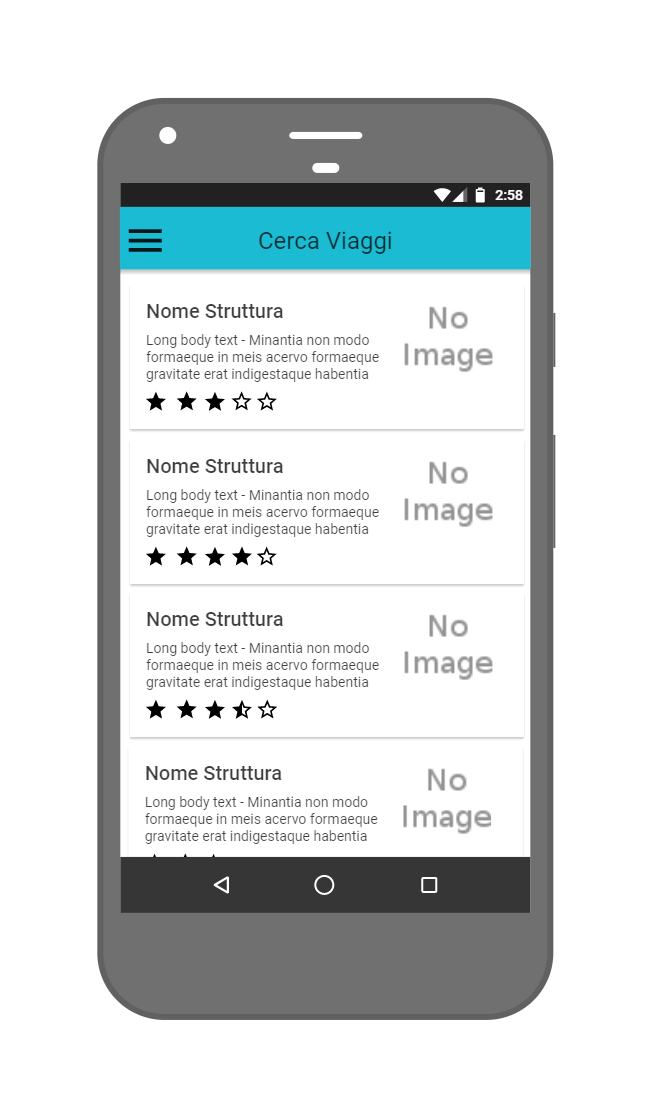 2:58
Cerca Viaggi
Nome Struttura
Long body text - Minantia non modo
formaeque in meis acervo formaeque
gravitate erat indigestaque habentia
No
Image
Nome Struttura
Long body text - Minantia non modo
formaeque in meis acervo formaeque
gravitate erat indigestaque habentia
No
Image
Nome Struttura
Long body text - Minantia non modo
formaeque in meis acervo formaeque
gravitate erat indigestaque habentia
No
Image
Nome Struttura
Long body text - Minantia non modo
formaeque in meis acervo formaeque
gravitate erat indigestaque habentia
No
Image